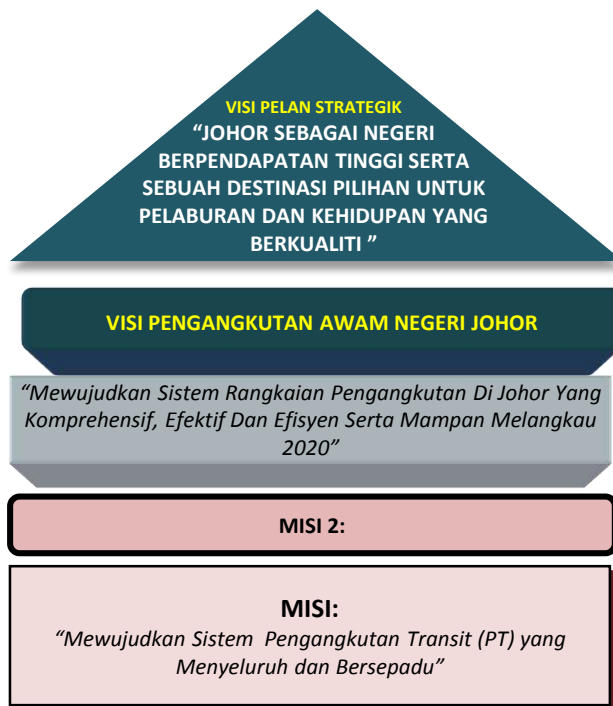 VISI PELAN STRATEGIK
“JOHOR SEBAGAI NEGERI
BERPENDAPATAN TINGGI SERTA
SEBUAH DESTINASI PILIHAN UNTUK
PELABURAN DAN KEHIDUPAN YANG
BERKUALITI ”
VISI PENGANGKUTAN AWAM NEGERI JOHOR
“Mewujudkan Sistem Rangkaian Pengangkutan Di Johor Yang
Komprehensif, Efektif Dan Efisyen Serta Mampan Melangkau
2020”
MISI 2:
MISI:
“Mewujudkan Sistem Pengangkutan Transit (PT) yang
Menyeluruh dan Bersepadu”